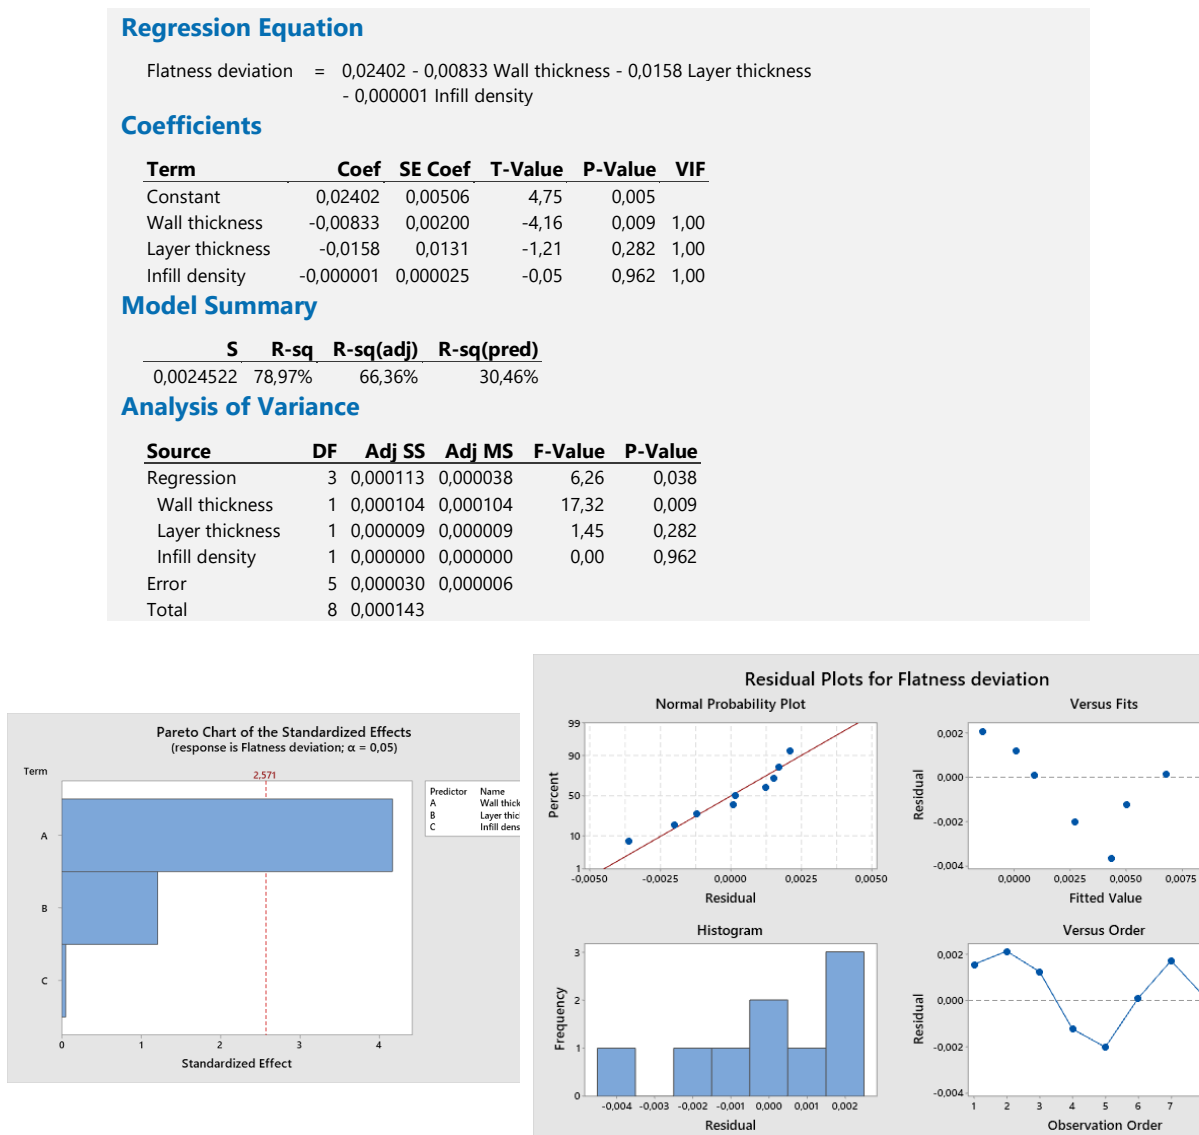 Regression Equation
Flatness deviation = 0,02402 - 0,00833 Wall thickness - 0,0158 Layer thickness
- 0,000001 Infill density
Coefficients
Term Coef SE Coef T-Value P-Value VIF
Constant 0,02402 0,00506 4,75 0,005
Wall thickness -0,00833 0,00200 -4,16 0,009 1,00
Layer thickness -0,0158 0,0131 -1,21 0,282 1,00
Infill density -0,000001 0,000025 -0,05 0,962 1,00
Model Summary
S R-sq R-sq(adj) R-sq(pred)
0,0024522 78,97% 66,36% 30,46%
Analysis of Variance
Source DF Adj SS Adj MS F-Value P-Value
Regression 3 0,000113 0,000038 6,26 0,038
Wall thickness 1 0,000104 0,000104 17,32 0,009
Layer thickness 1 0,000009 0,000009 1,45 0,282
Infill density 1 0,000000 0,000000 0,00 0,962
Error 5 0,000030 0,000006
Total 8 0,000143
Pareto Chart of the Standardized Effects
(response is Flatness deviation; α = 0,05)
Term
2,571
A
B
C
0 1 2 3 4
Standardized Effect
Predictor Name
A Wall thick
B Layer thic
C Infill dens
Residual Plots for Flatness deviation
Normal Probability Plot
Percent
99
90
50
10
1
-0,0050 -0,0025 0,0000 0,0025 0,0050
Residual
Versus Fits
Residual
0,002
0,000
-0,002
-0,004
0,0000 0,0025 0,0050 0,0075
Fitted Value
Histogram
Frequency
3
2
1
0
-0,004 -0,003 -0,002 -0,001 0,000 0,001 0,002
Residual
Versus Order
Residual
0,002
0,000
-0,002
-0,004
1 2 3 4 5 6 7
Observation Order